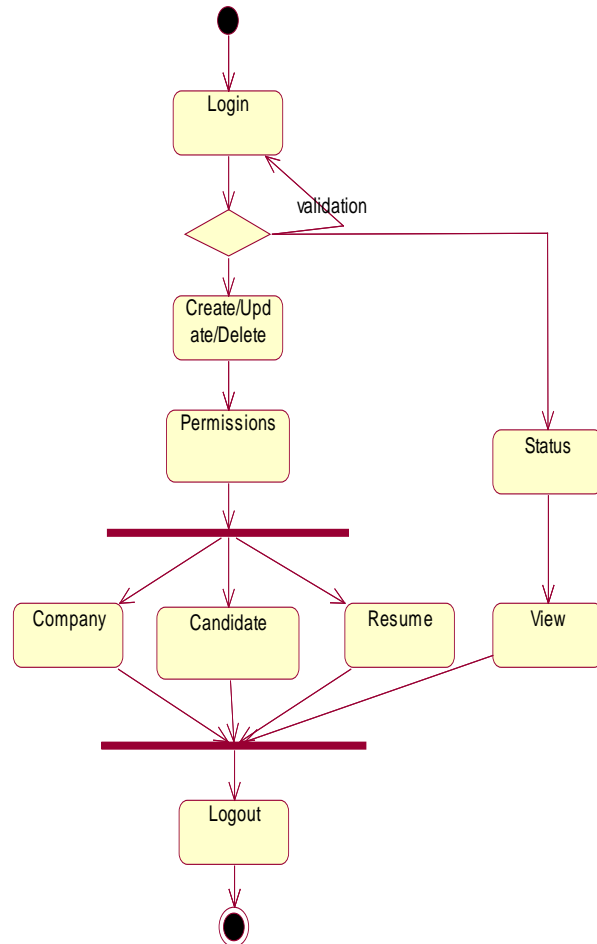 Login
validation
Create/Upd
ate/Delete
Permissions
Status
Company
Candidate
Resume
View
Logout